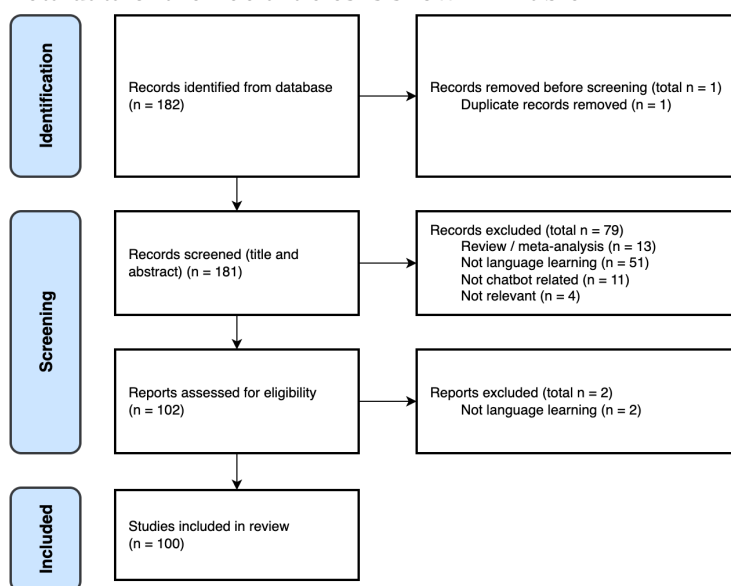 Identification
Records identified from database
(n = 182)
Records removed before screening (total n = 1)
Duplicate records removed (n = 1)
Screening
Records screened (title and
abstract) (n = 181)
Records excluded (total n = 79)
Review / meta-analysis (n = 13)
Not language learning (n = 51)
Not chatbot related (n = 11)
Not relevant (n = 4)
Reports assessed for eligibility
(n = 102)
Reports excluded (total n = 2)
Not language learning (n = 2)
Included
Studies included in review
(n = 100)